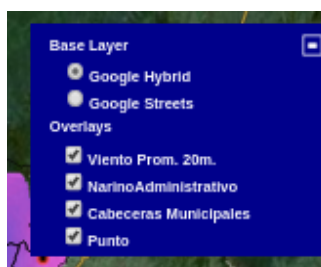 Base Layer
Google Hybrid
Google Streets
Overlays
Viento Prom. 20m.
NarinoAdministrativo
Cabeceras Municipales
Punto